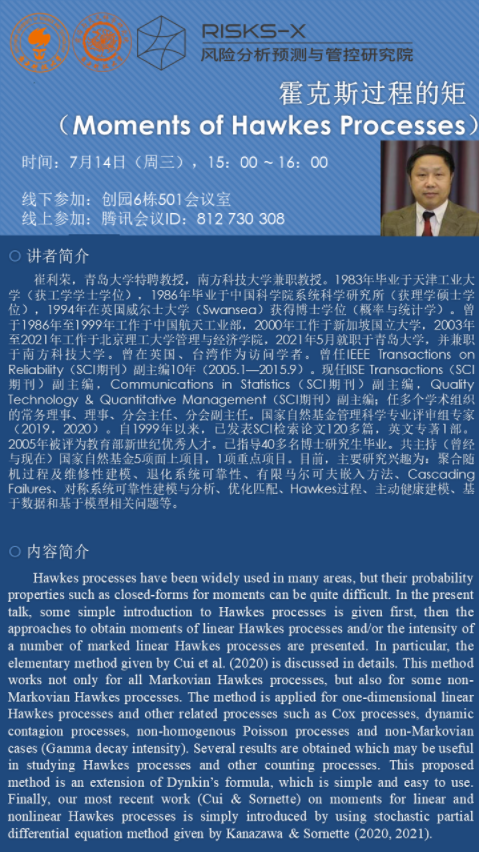 RISKS-X
风险分析预测与管控研究院
霍克斯过程的矩
（Moments of Hawkes Processes）
时间：7月14日（周三），15：00 ~ 16：00
线下参加：创园6栋501会议室
线上参加：腾讯会议ID：812 730 308
讲者简介
崔利荣，青岛大学特聘教授，南方科技大学兼职教授。1983年毕业于天津工业大
学（获工学学士学位），1986年毕业于中国科学院系统科学研究所（获理学硕士学
位），1994年在英国威尔士大学（Swansea）获得博士学位（概率与统计学）。曾
于1986年至1999年工作于中国航天工业部，2000年工作于新加坡国立大学，2003年
至2021年工作于北京理工大学管理与经济学院，2021年5月就职于青岛大学，并兼职
于南方科技大学。曾在英国、台湾作为访问学者。曾任IEEE Transactions on
Reliability（SCI期刊）副主编10年（2005.1—2015.9）。现任IISE Transactions（SCI
期刊）副主编，Communications in Statistics（SCI期刊）副主编，Quality
Technology & Quantitative Management（SCI期刊）副主编；任多个学术组织
的常务理事、理事、分会主任、分会副主任。国家自然基金管理科学专业评审组专家
（2019，2020）。自1999年以来，已发表SCI检索论文120多篇，英文专著1部。
2005年被评为教育部新世纪优秀人才。已指导40多名博士研究生毕业。共主持（曾经
与现在）国家自然基金5项面上项目，1项重点项目。目前，主要研究兴趣为：聚合随
机过程及维修性建模、退化系统可靠性、有限马尔可夫嵌入方法、Cascading
Failures、对称系统可靠性建模与分析、优化匹配、Hawkes过程、主动健康建模、基
于数据和基于模型相关问题等。
内容简介
Hawkes processes have been widely used in many areas, but their probability
properties such as closed-forms for moments can be quite difficult. In the present
talk, some simple introduction to Hawkes processes is given first, then the
approaches to obtain moments of linear Hawkes processes and/or the intensity of
a number of marked linear Hawkes processes are presented. In particular, the
elementary method given by Cui et al. (2020) is discussed in details. This method
works not only for all Markovian Hawkes processes, but also for some non-
Markovian Hawkes processes. The method is applied for one-dimensional linear
Hawkes processes and other related processes such as Cox processes, dynamic
contagion processes, non-homogenous Poisson processes and non-Markovian
cases (Gamma decay intensity). Several results are obtained which may be useful
in studying Hawkes processes and other counting processes. This proposed
method is an extension of Dynkin's formula, which is simple and easy to use.
Finally, our most recent work (Cui & Sornette) on moments for linear and
nonlinear Hawkes processes is simply introduced by using stochastic partial
differential equation method given by Kanazawa & Sornette (2020, 2021).